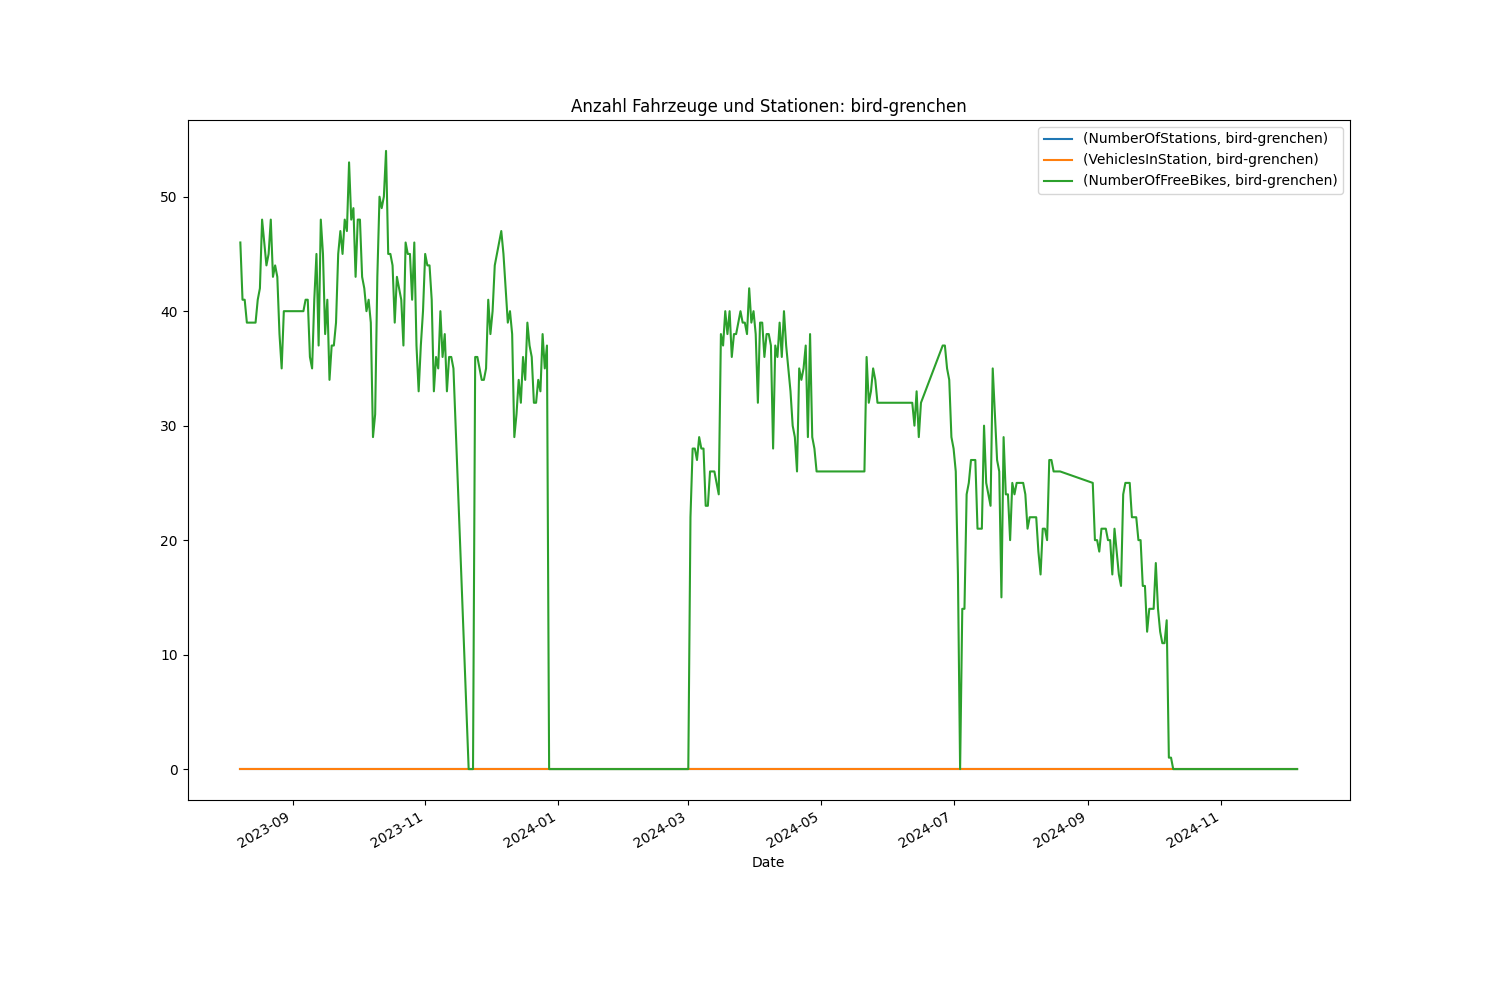 Anzahl Fahrzeuge und Stationen: bird-grenchen
(NumberOfStations, bird-grenchen)
(VehiclesInStation, bird-grenchen)
(NumberOfFreeBikes, bird-grenchen)
50
40
30
20
10
0
2023-09
2023-11
2024-01
2024-03
2024-05
2024-07
2024-09
2024-11
Date